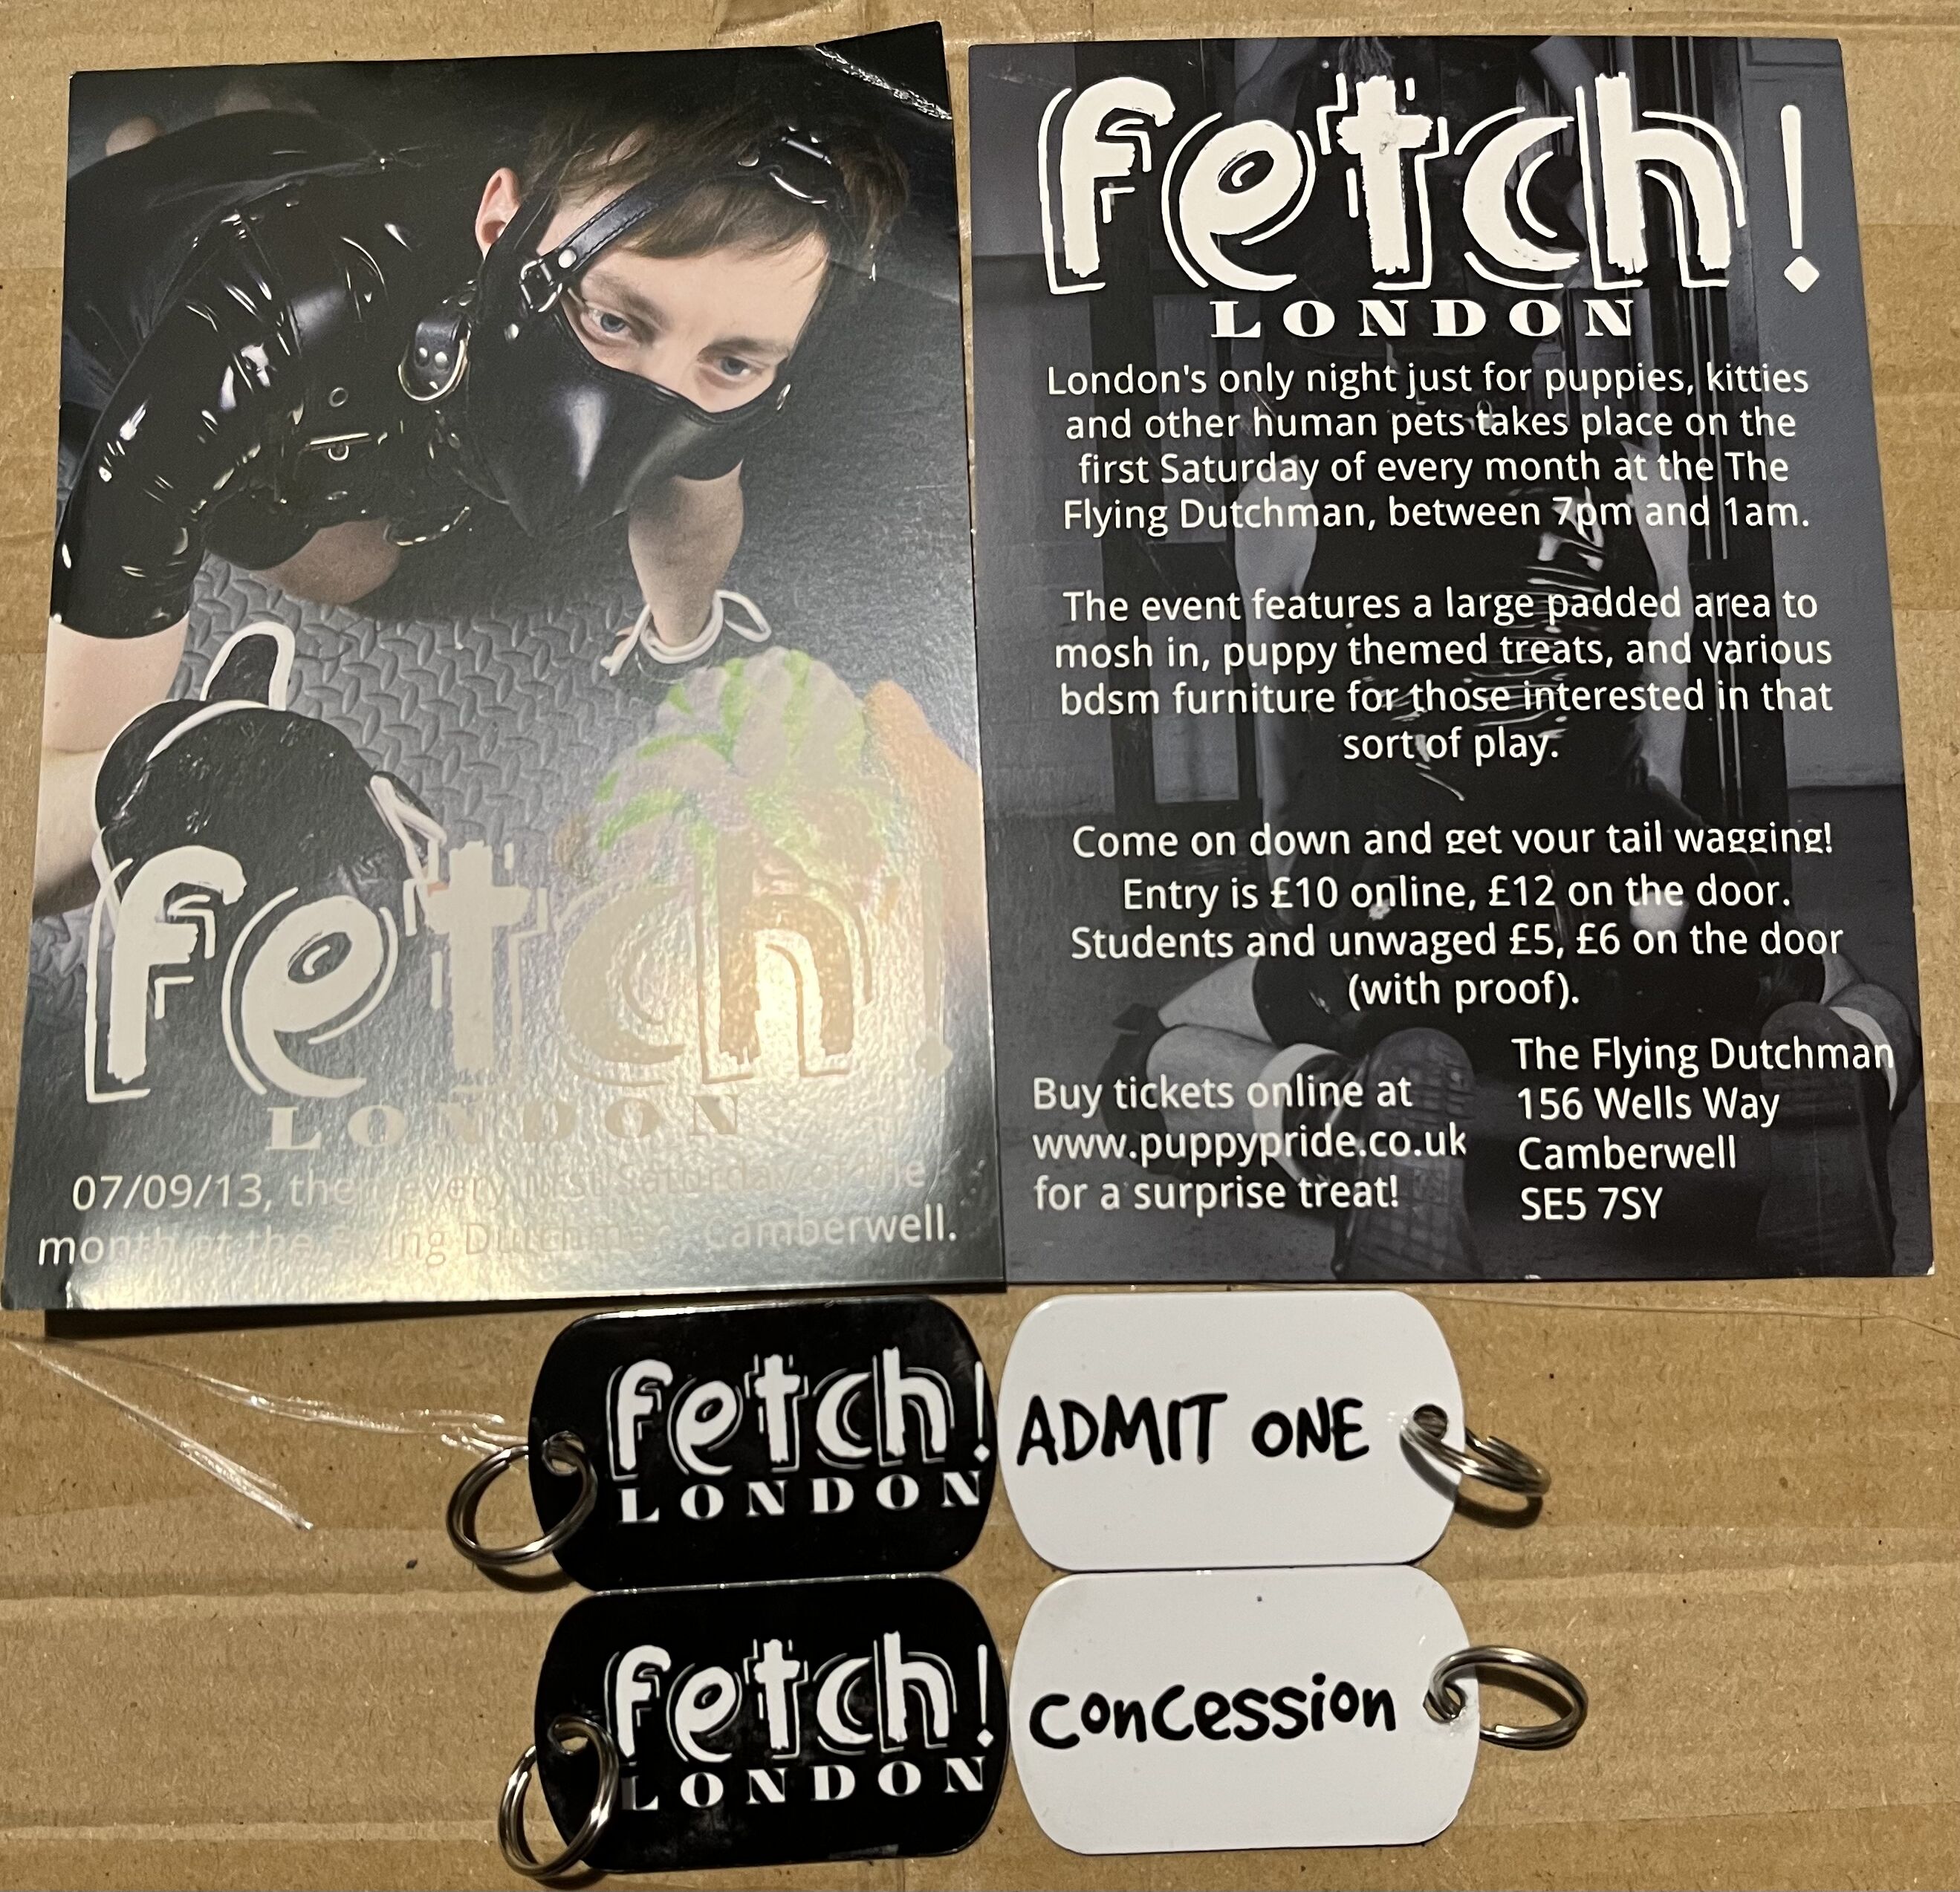 fetch!
LONDON
07/09/13, then every first Saturday of the
month at the Flying Dutchman, Camberwell.
fetch!
LONDON
London's only night just for puppies, kitties
and other human pets takes place on the
first Saturday of every month at the The
Flying Dutchman, between 7pm and 1am.
The event features a large padded area to
mosh in, puppy themed treats, and various
bdsm furniture for those interested in that
sort of play.
Come on down and get your tail wagging!
Entry is £10 online, £12 on the door.
Students and unwaged £5, £6 on the door
(with proof).
Buy tickets online at
www.puppypride.co.uk
for a surprise treat!
The Flying Dutchman
156 Wells Way
Camberwell
SE5 7SY
fetch!
LONDON
ADMIT ONE
fetch!
LONDON
concession